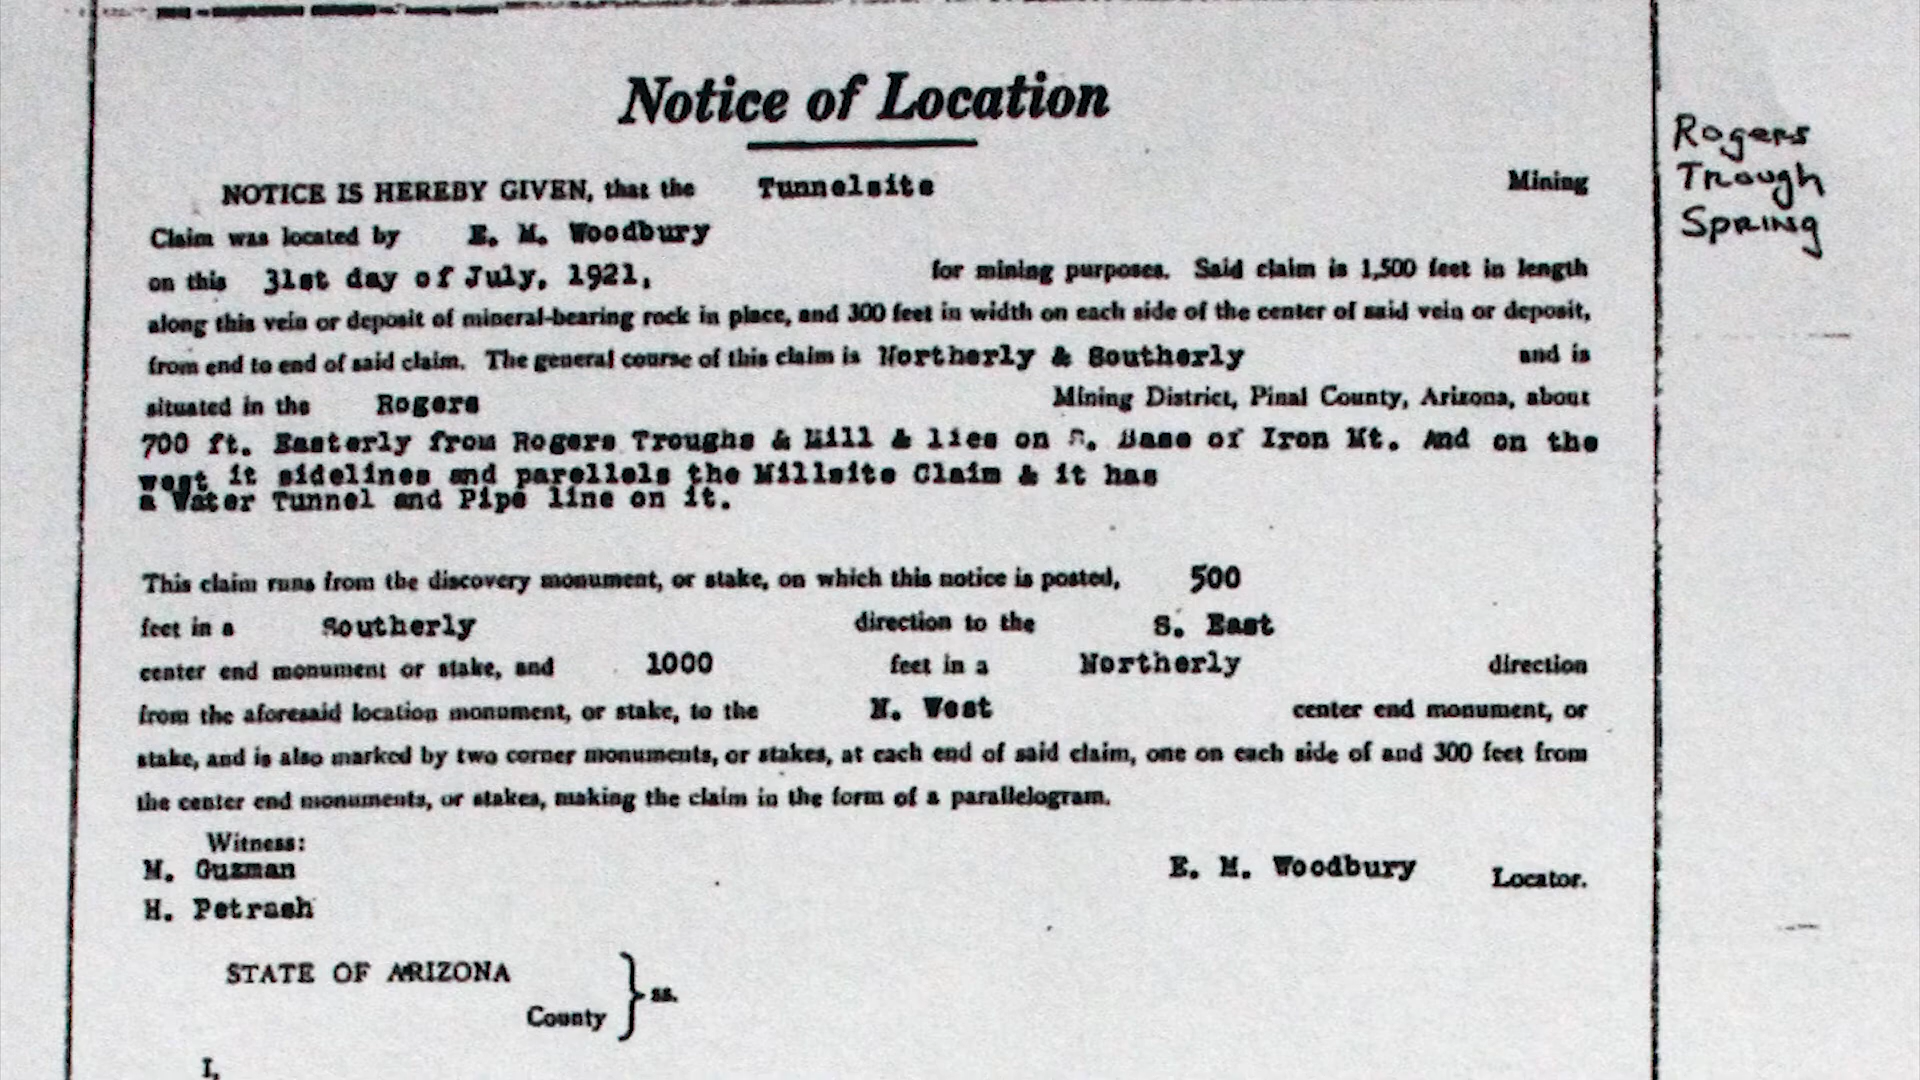 Notice of Location
NOTICE IS HEREBY GIVEN, that the Tunnelsite Mining
Claim was located by E. M. Woodbury
on this 31st day of July, 1921, for mining purposes. Said claim is 1,500 feet in length
along this vein or deposit of mineral-bearing rock in place, and 300 feet in width on each side of the center of said vein or deposit,
from end to end of said claim. The general course of this claim is Northerly & Southerly and is
situated in the Rogers Mining District, Pinal County, Arizona, about
700 ft. Easterly from Rogers Troughs & Mill & lies on Base of Iron Mt. And on the
west it sidelines and parellels the Millsite Claim & it has
a Water Tunnel and Pipe line on it.
This claim runs from the discovery monument, or stake, on which this notice is posted, 500
feet in a Southerly direction to the S. East
center end monument or stake, and 1000 feet in a Northerly direction
from the aforesaid location monument, or stake, to the N. West center end monument, or
stake, and is also marked by two corner monuments, or stakes, at each end of said claim, one on each side of and 300 feet from
the center end monuments, or stakes, making the claim in the form of a parallelogram.
Witness:
M. Guzman
E. M. Woodbury Locator.
H. Petrash
STATE OF ARIZONA
County } ss.
I,
Rogers
Trough
Spring